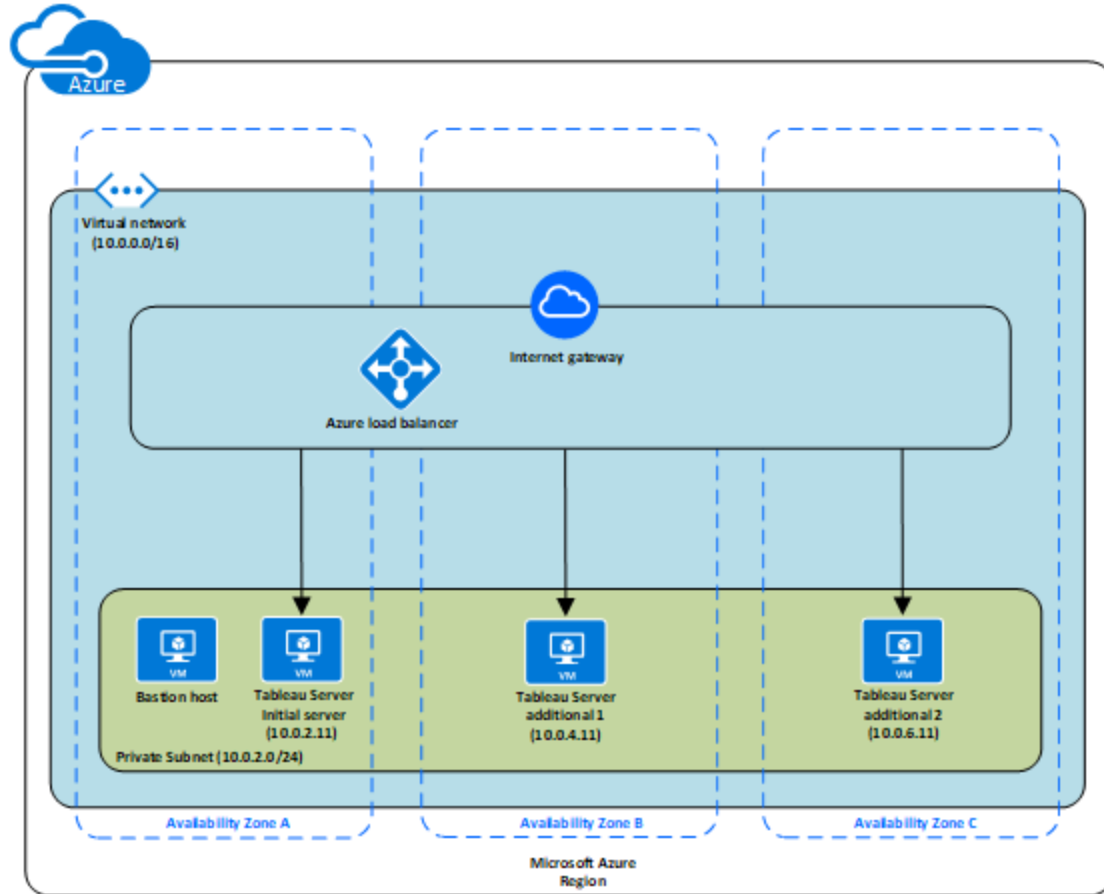 Azure
Virtual network
(10.0.0.0/16)
Internet gateway
Azure load balancer
VM
Bastion host
VM
Tableau Server
Initial server
(10.0.2.11)
VM
Tableau Server
additional 1
(10.0.4.11)
VM
Tableau Server
additional 2
(10.0.6.11)
Private Subnet (10.0.2.0/24)
Availability Zone A
Availability Zone B
Availability Zone C
Microsoft Azure
Region